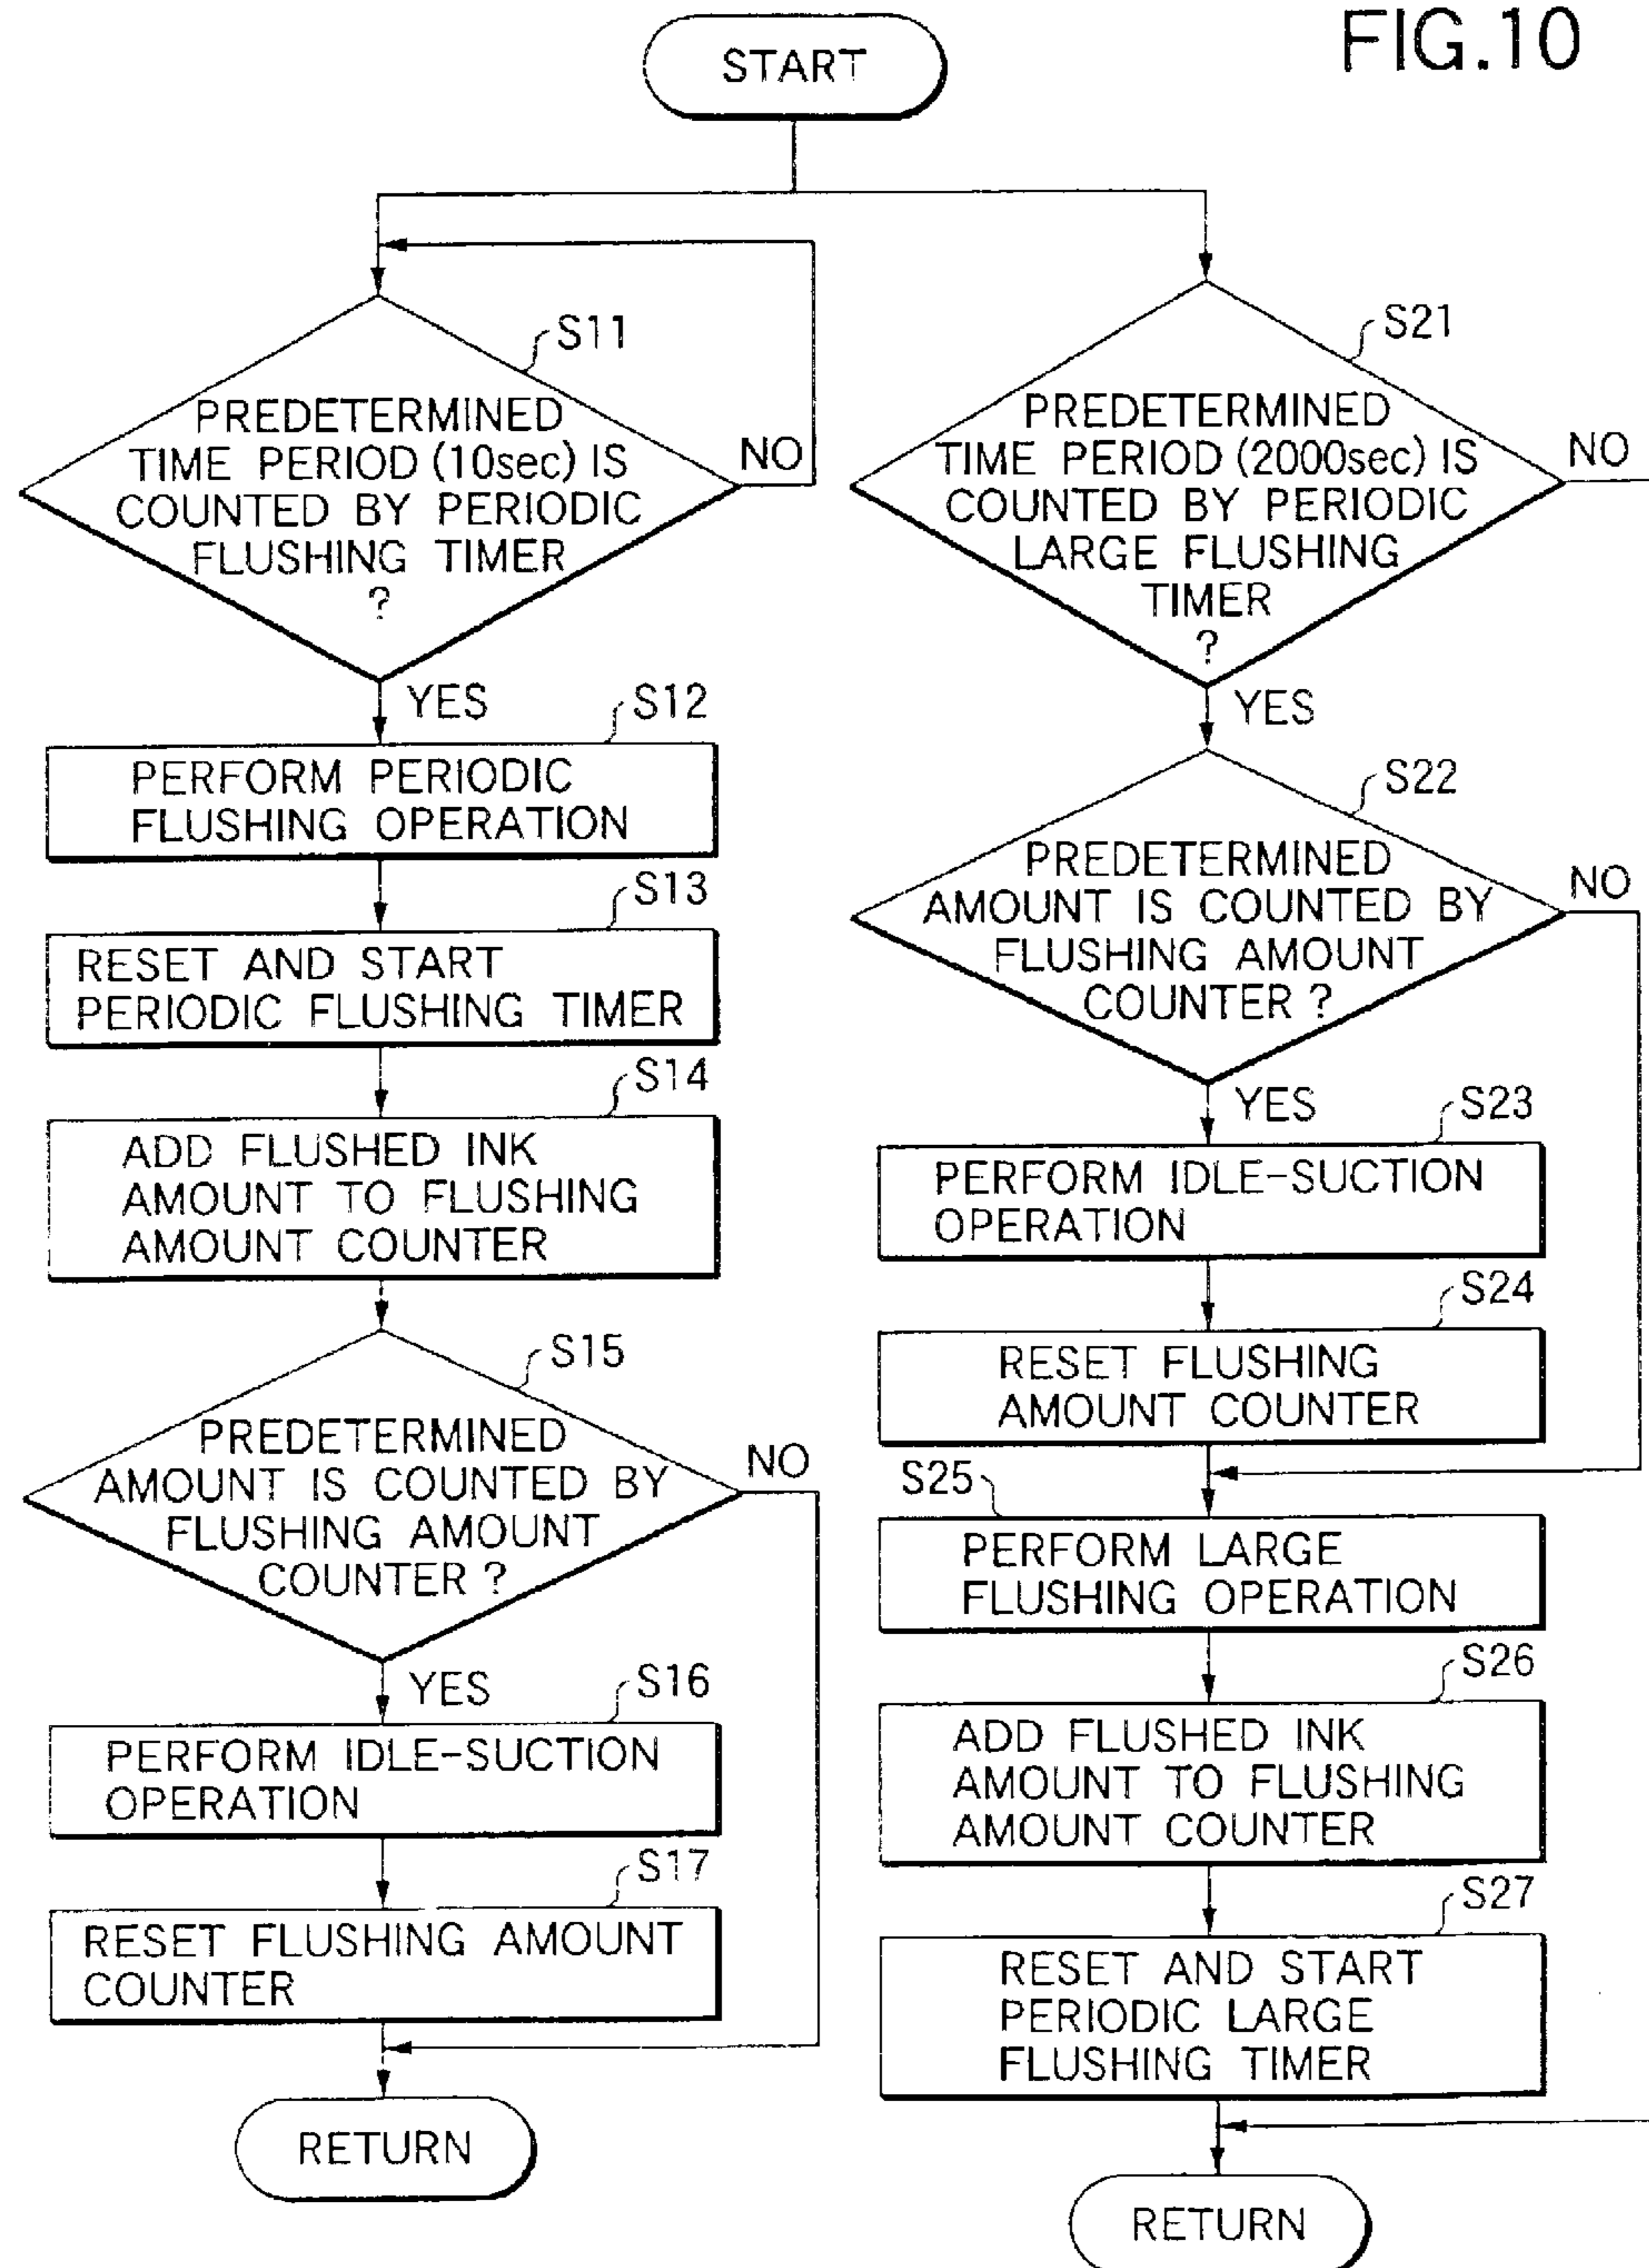 FIG.10
START
S11
PREDETERMINED
TIME PERIOD (10sec) IS
COUNTED BY PERIODIC
FLUSHING TIMER
?
NO
YES
S12
PERFORM PERIODIC
FLUSHING OPERATION
S13
RESET AND START
PERIODIC FLUSHING TIMER
S14
ADD FLUSHED INK
AMOUNT TO FLUSHING
AMOUNT COUNTER
S15
PREDETERMINED
AMOUNT IS COUNTED BY
FLUSHING AMOUNT
COUNTER ?
NO
YES
S16
PERFORM IDLE-SUCTION
OPERATION
S17
RESET FLUSHING AMOUNT
COUNTER
RETURN
S21
PREDETERMINED
TIME PERIOD (2000sec) IS
COUNTED BY PERIODIC
LARGE FLUSHING
TIMER
?
NO
YES
S22
PREDETERMINED
AMOUNT IS COUNTED BY
FLUSHING AMOUNT
COUNTER ?
NO
YES
S23
PERFORM IDLE-SUCTION
OPERATION
S24
RESET FLUSHING
AMOUNT COUNTER
S25
PERFORM LARGE
FLUSHING OPERATION
S26
ADD FLUSHED INK
AMOUNT TO FLUSHING
AMOUNT COUNTER
S27
RESET AND START
PERIODIC LARGE
FLUSHING TIMER
RETURN